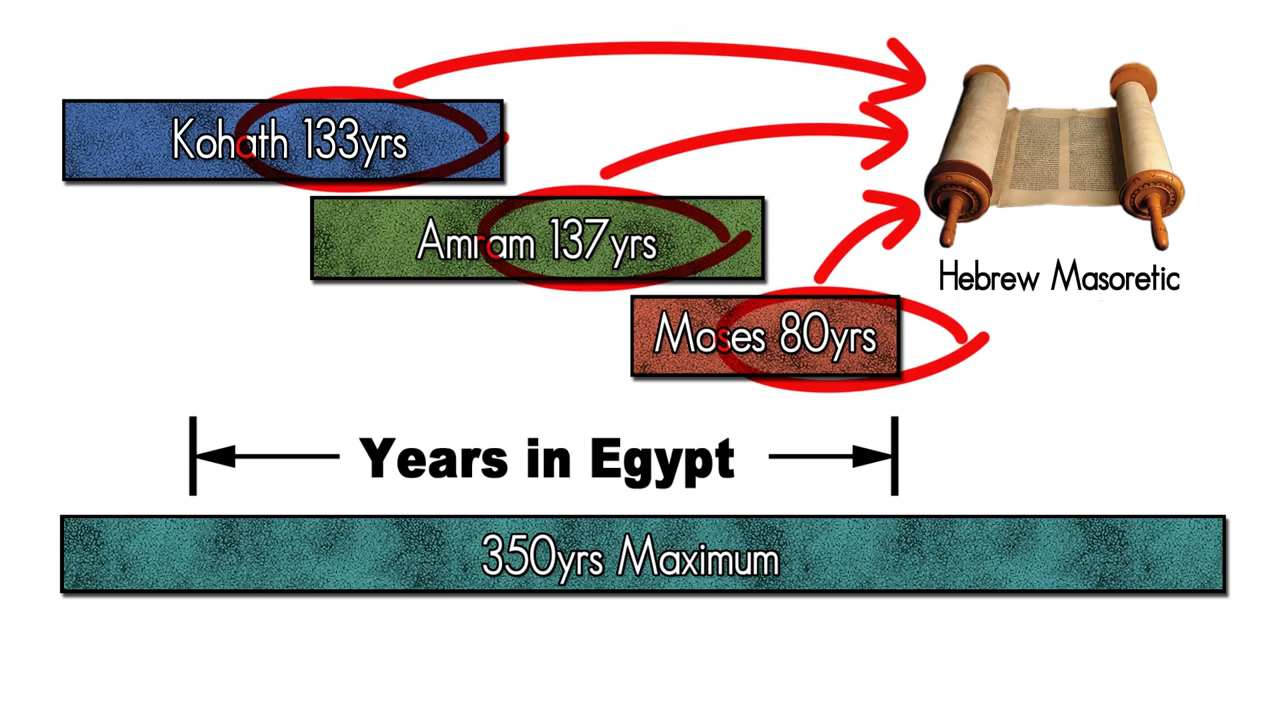 Kohath 133yrs
Amram 137yrs
Moses 80yrs
Hebrew Masoretic
Years in Egypt
350yrs Maximum